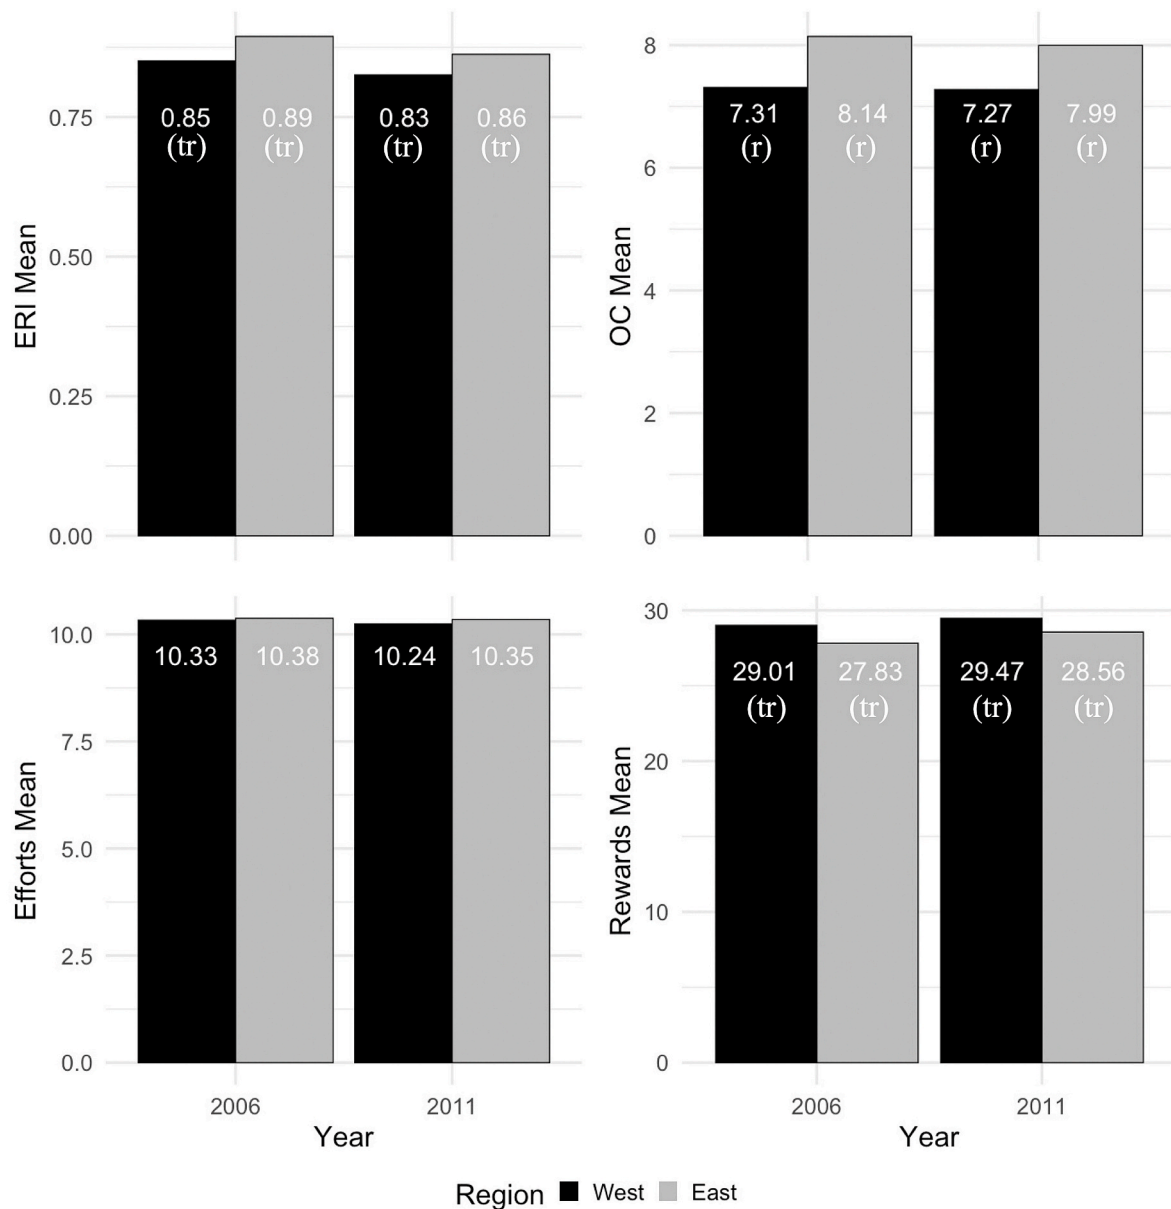 ERI Mean
0.75
0.50
0.25
0.00
0.85 0.89 0.83 0.86
(tr) (tr) (tr) (tr)
OC Mean
8
6
4
2
0
7.31 8.14 7.27 7.99
(r) (r) (r) (r)
Efforts Mean
10.0
7.5
5.0
2.5
0.0
10.33 10.38 10.24 10.35
2006 2011
Year
Rewards Mean
30
20
10
0
29.01 27.83 29.47 28.56
(tr) (tr) (tr) (tr)
2006 2011
Year
Region West East